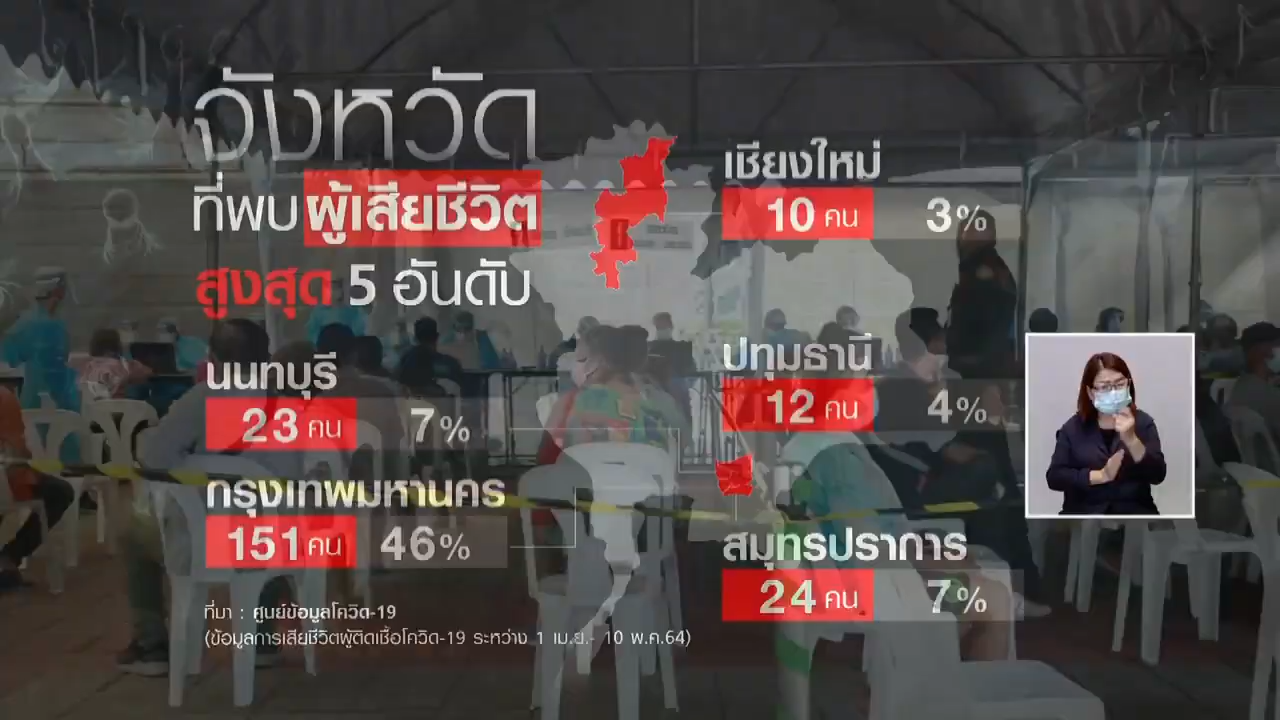 จังหวัด
ที่พบผู้เสียชีวิต
สูงสุด 5 อันดับ
เชียงใหม่
10 คน 3%
นนทบุรี
23 คน 7%
ปทุมธานี
12 คน 4%
กรุงเทพมหานคร
151 คน 46%
สมุทรปราการ
24 คน 7%
ที่มา : ศูนย์ข้อมูลโควิด-19
(ข้อมูลการเสียชีวิตผู้ติดเชื้อโควิด-19 ระหว่าง 1 เม.ย.- 10 พ.ค.64)